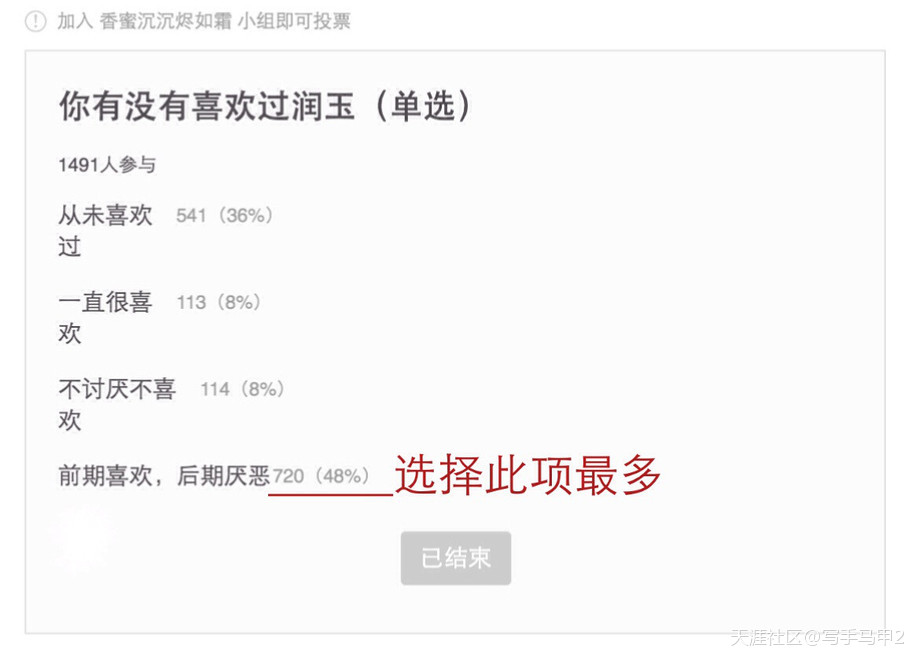 加入 香蜜沉沉烬如霜 小组即可投票
你有没有喜欢过润玉（单选）
1491人参与
从未喜欢 541（36%）
过
一直很喜 113（8%）
欢
不讨厌不喜 114（8%）
欢
前期喜欢，后期厌恶720（48%） 选择此项最多
已结束
天涯社区@写手马甲2